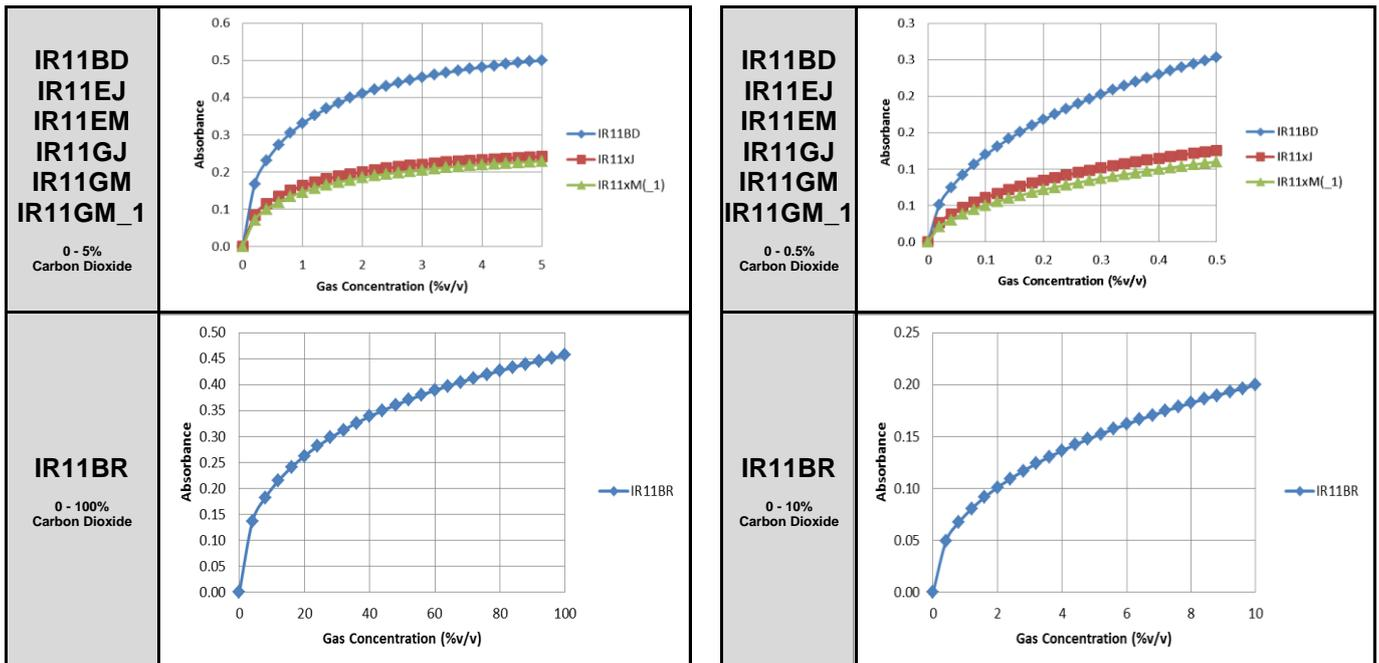 IR11BD
IR11EJ
IR11EM
IR11GJ
IR11GM
IR11GM_1
0 - 5%
Carbon Dioxide
0.6
0.5
0.4
0.3
0.2
0.1
0.0
Absorbance
0 1 2 3 4 5
Gas Concentration (%v/v)
IR11BD
IR11xJ
IR11xM(_1)
IR11BD
IR11EJ
IR11EM
IR11GJ
IR11GM
IR11GM_1
0 - 0.5%
Carbon Dioxide
0.3
0.3
0.2
0.2
0.1
0.1
0.0
Absorbance
0 0.1 0.2 0.3 0.4 0.5
Gas Concentration (%v/v)
IR11BD
IR11xJ
IR11xM(_1)
IR11BR
0 - 100%
Carbon Dioxide
0.50
0.45
0.40
0.35
0.30
0.25
0.20
0.15
0.10
0.05
0.00
Absorbance
0 20 40 60 80 100
Gas Concentration (%v/v)
IR11BR
IR11BR
0 - 10%
Carbon Dioxide
0.25
0.20
0.15
0.10
0.05
0.00
Absorbance
0 2 4 6 8 10
Gas Concentration (%v/v)
IR11BR